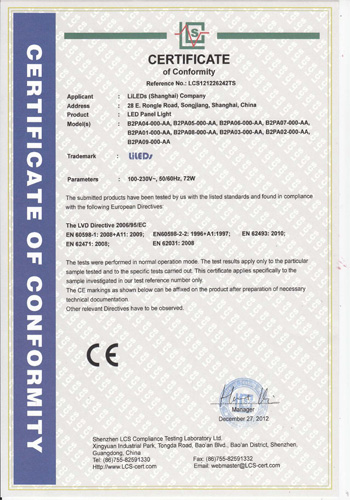 LCS
CERTIFICATE
of Conformity
Reference No.: LCS121226242TS
CERTIFICATE OF CONFORMITY
Applicant : LiLEDs (Shanghai) Company
Address : 28 E. Rongle Road, Songjiang, Shanghai, China
Product : LED Panel Light
Model(s) : B2PA04-000-AA, B2PA05-000-AA, B2PA06-000-AA, B2PA07-000-AA,
B2PA01-000-AA, B2PA08-000-AA, B2PA03-000-AA, B2PA02-000-AA,
B2PA09-000-AA
Trademark : LiLEDs
Parameters : 100-230V~, 50/60Hz, 72W
The submitted products have been tested by us with the listed standards and found in compliance
with the following European Directives:
The LVD Directive 2006/95/EC
EN 60598-1: 2008+A11: 2009; EN60598-2-2: 1996+A1:1997; EN 62493: 2010;
EN 62471: 2008; EN 62031: 2008
The tests were performed in normal operation mode. The test results apply only to the particular
sample tested and to the specific tests carried out. This certificate applies specifically to the
sample investigated in our test reference number only.
The CE markings as shown below can be affixed on the product after preparation of necessary
technical documentation.
Other relevant Directives have to be observed.
CE
Manager
December 27, 2012
Shenzhen LCS Compliance Testing Laboratory Ltd.
Xingyuan Industrial Park, Tongda Road, Bao'an Blvd., Bao'an District, Shenzhen,
Guangdong, China
Tel: (86)755-82591330 Fax: (86)755-82591332
Http://www.LCS-cert.com Email: webmaster@LCS-cert.com